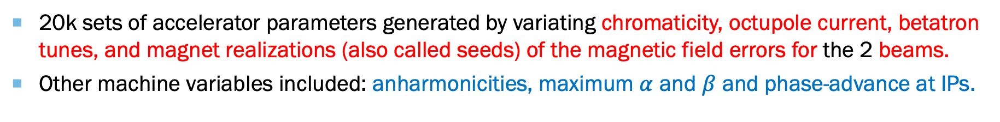 20k sets of accelerator parameters generated by variating chromaticity, octupole current, betatron
tunes, and magnet realizations (also called seeds) of the magnetic field errors for the 2 beams.
Other machine variables included: anharmonicities, maximum α and β and phase-advance at IPs.